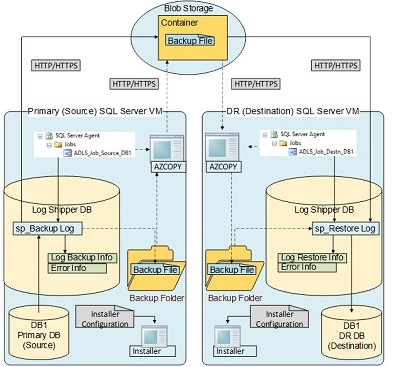 Blob Storage
Container
Backup File
HTTP/HTTPS
HTTP/HTTPS
HTTP/HTTPS
HTTP/HTTPS
Primary (Source) SQL Server VM
SQL Server Agent
Jobs
ADLS_Job_Source_DB1
AZCOPY
Log Shipper DB
sp_Backup Log
Log Backup Info
Error Info
Backup File
Backup Folder
Installer
Configuration
DB1
Primary DB
(Source)
Installer
DR (Destination) SQL Server VM
SQL Server Agent
Jobs
ADLS_Job_Destn_DB1
AZCOPY
Log Shipper DB
sp_Restore Log
Log Restore Info
Error Info
Backup File
Backup Folder
Installer
Configuration
DB1
DR DB
(Destination)
Installer